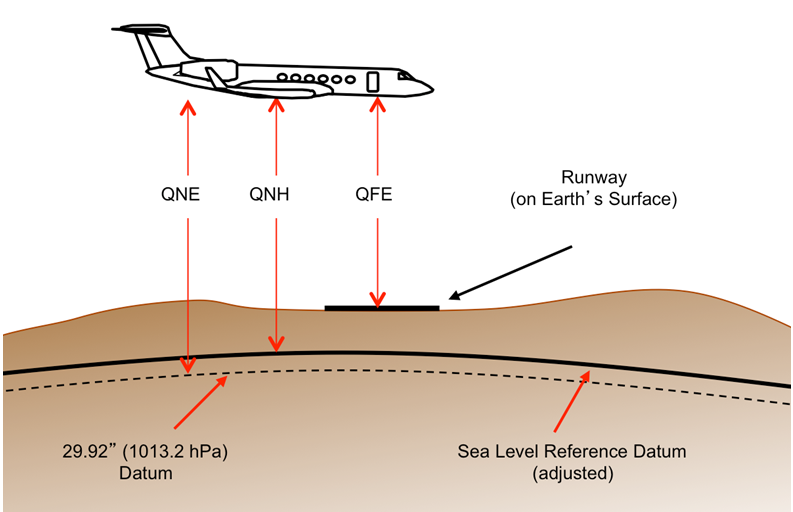 QNE
QNH
QFE
Runway
(on Earth’s Surface)
29.92” (1013.2 hPa)
Datum
Sea Level Reference Datum
(adjusted)